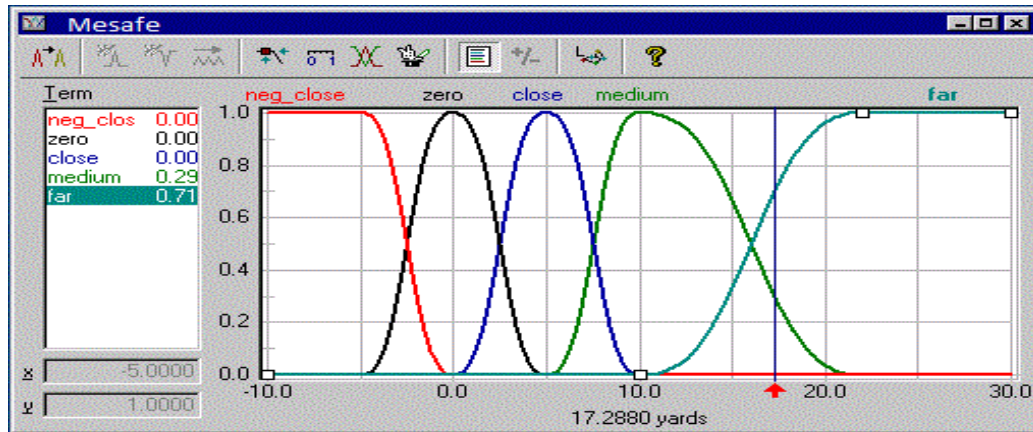 Mesafe
Term
neg_clos 0.00
zero 0.00
close 0.00
medium 0.29
far 0.71
neg_close zero close medium far
1.0
0.8
0.6
0.4
0.2
0.0
-10.0 0.0 10.0 20.0 30.0
17.2880 yards
x -5.0000
y 1.0000